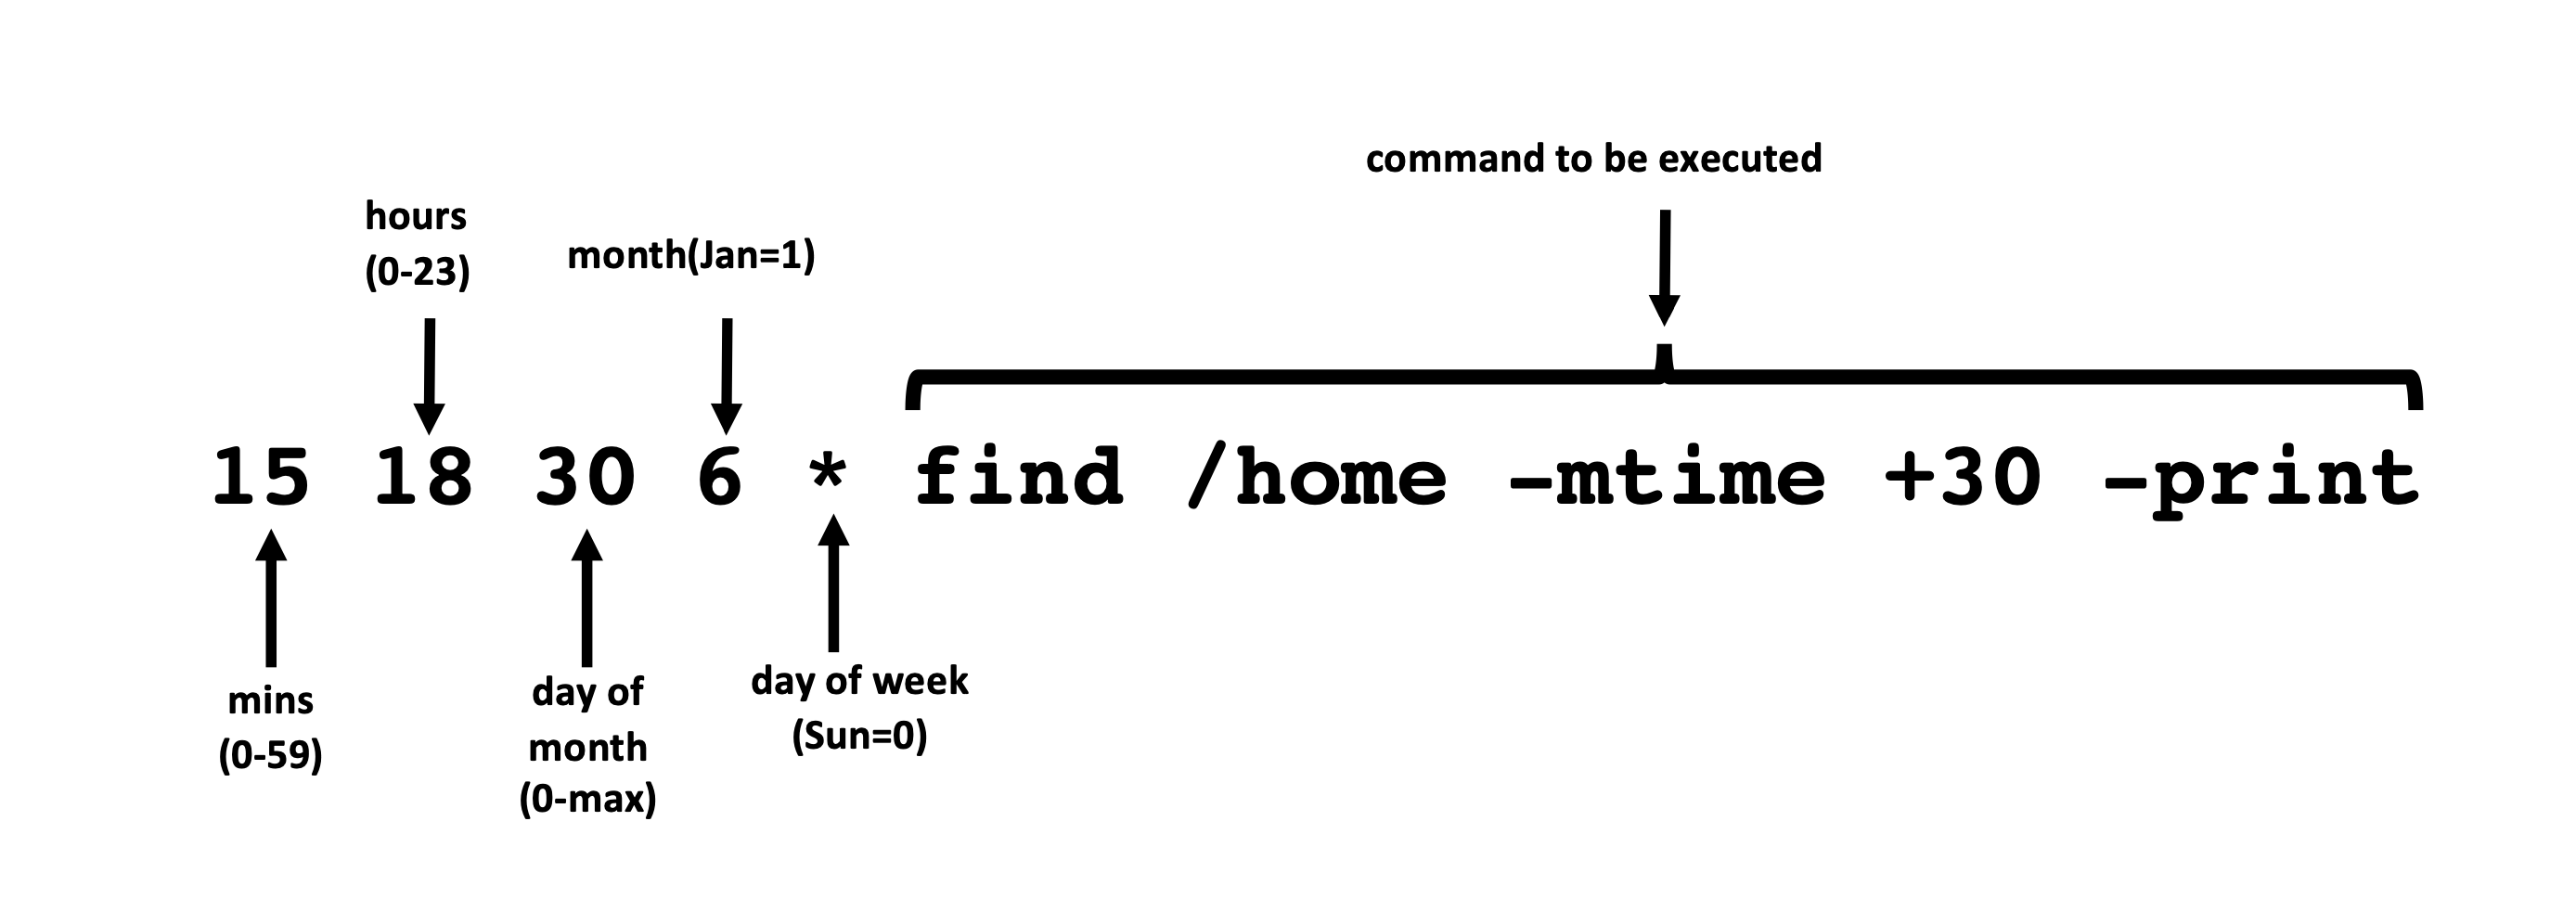 command to be executed
hours
(0-23)
month(Jan=1)
15 18 30 6 * find /home -mtime +30 -print
mins
(0-59)
day of
month
(0-max)
day of week
(Sun=0)